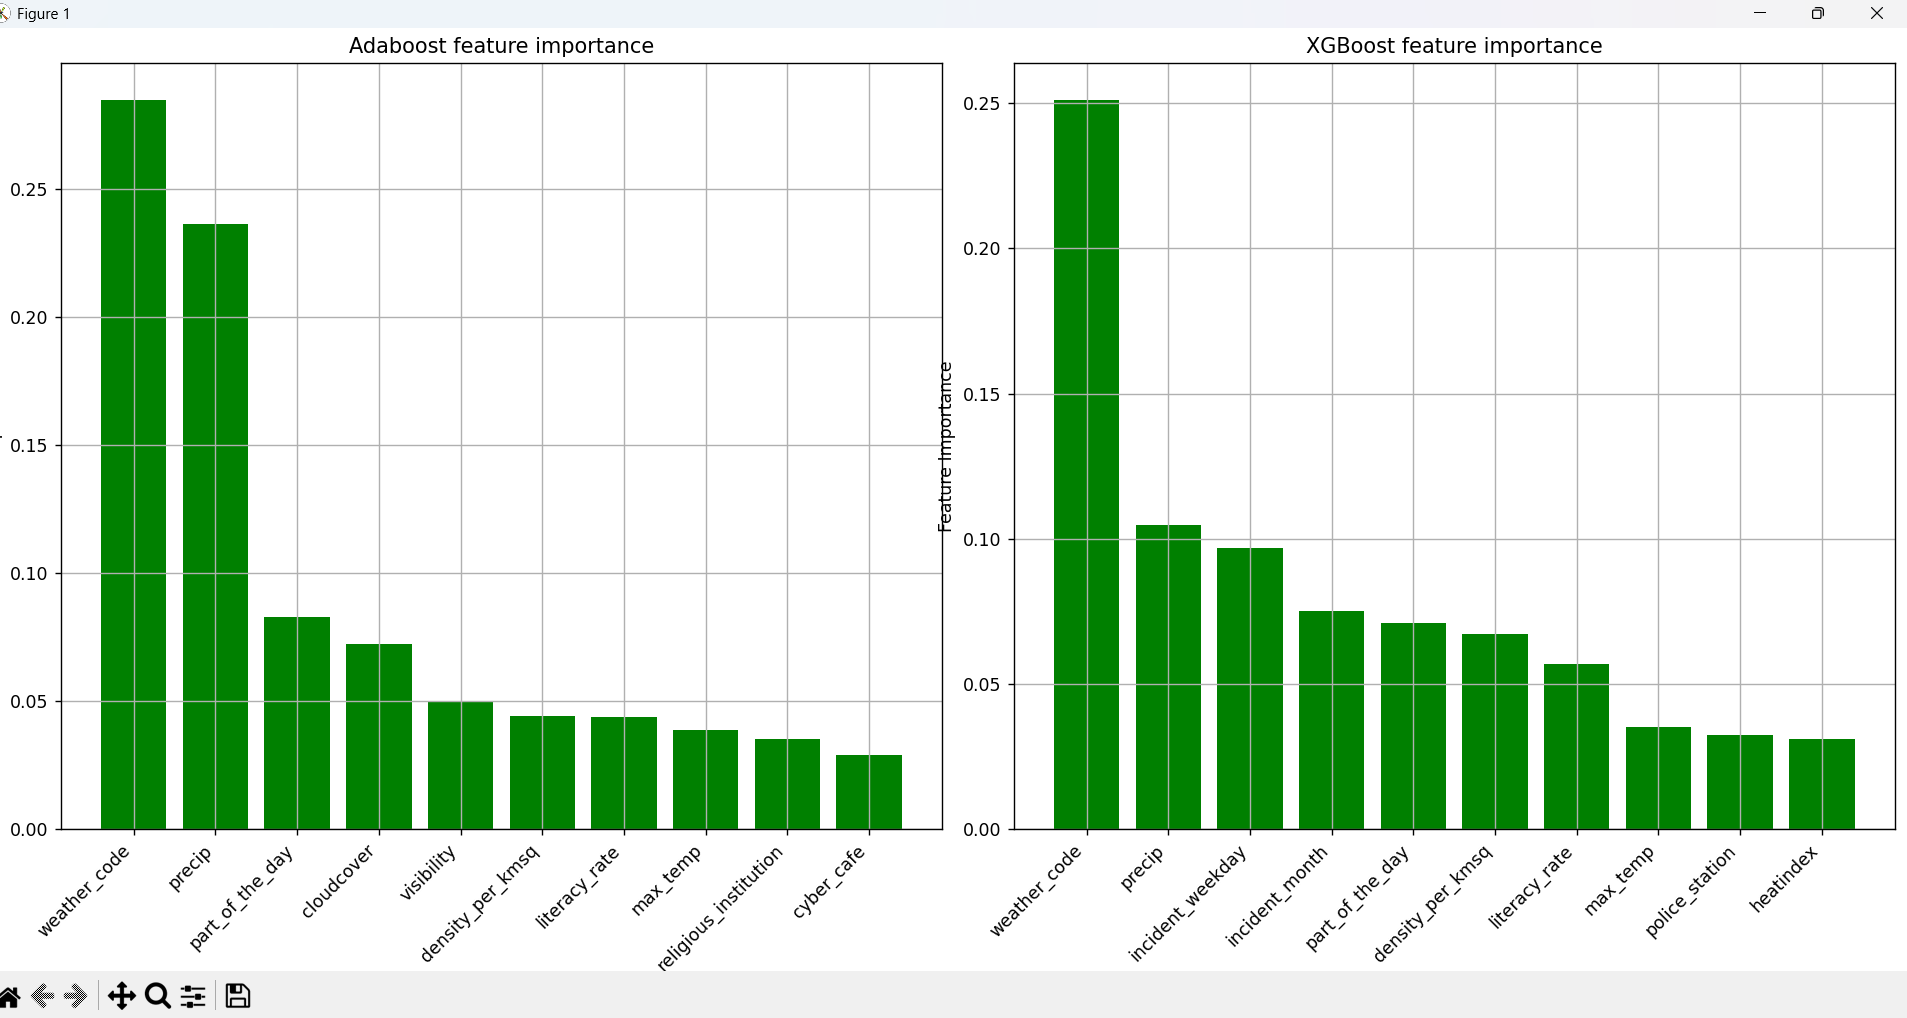 Figure 1
Adaboost feature importance
0.25
0.20
0.15
0.10
0.05
0.00
weather_code
precip
part_of_the_day
cloudcover
visibility
density_per_kmsq
literacy_rate
max_temp
religious_institution
cyber_cafe
XGBoost feature importance
Feature Importance
0.25
0.20
0.15
0.10
0.05
0.00
weather_code
precip
incident_weekday
incident_month
part_of_the_day
density_per_kmsq
literacy_rate
max_temp
police_station
heatindex